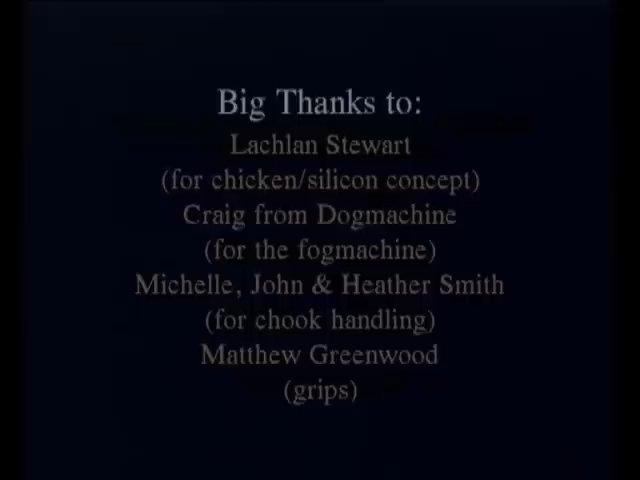 Big Thanks to:
Lachlan Stewart
(for chicken/silicon concept)
Craig from Dogmachine
(for the fogmachine)
Michelle, John & Heather Smith
(for chook handling)
Matthew Greenwood
(grips)